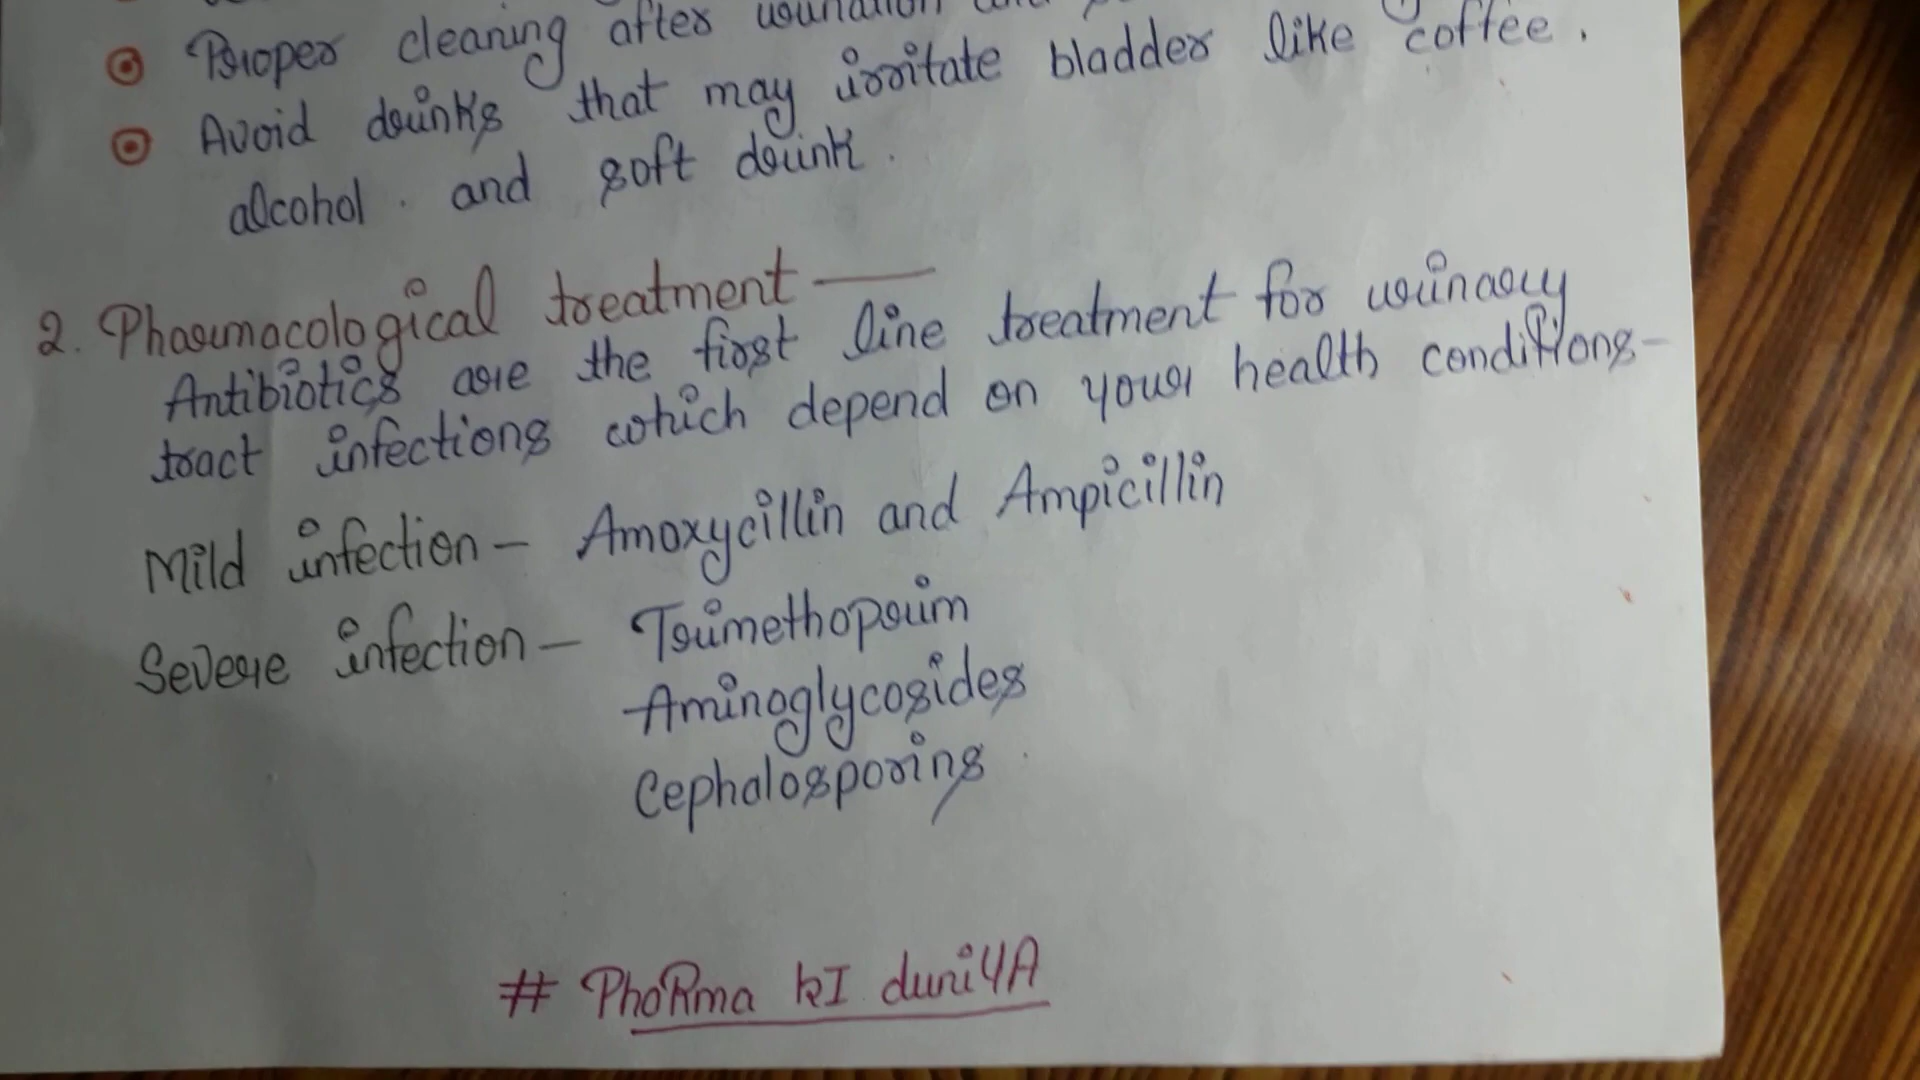 Proper cleaning after urination and
Avoid drinks that may irritate bladder like coffee.
alcohol. and soft drink.
2. Pharmacological treatment —
Antibiotics are the first line treatment for urinary
tract infections which depend on your health conditions-
Mild infection - Amoxycillin and Ampicillin
Severe infection - Trimethoprim
Aminoglycosides
Cephalosporins
# PhaRma kI duniYA